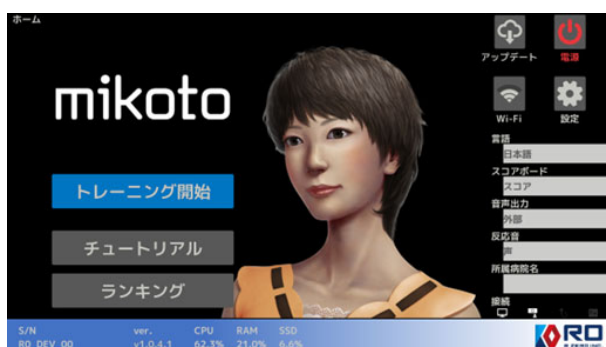 ホーム
mikoto
トレーニング開始
チュートリアル
ランキング
アップデート
電源
Wi-Fi
設定
言語
日本語
スコアボード
スコア
音声出力
外部
反応音
声
所属病院名
接続
S/N ver. CPU RAM SSD
RO_DEV_00 v1.0.4.1 62.3% 21.0% 6.6%
RO